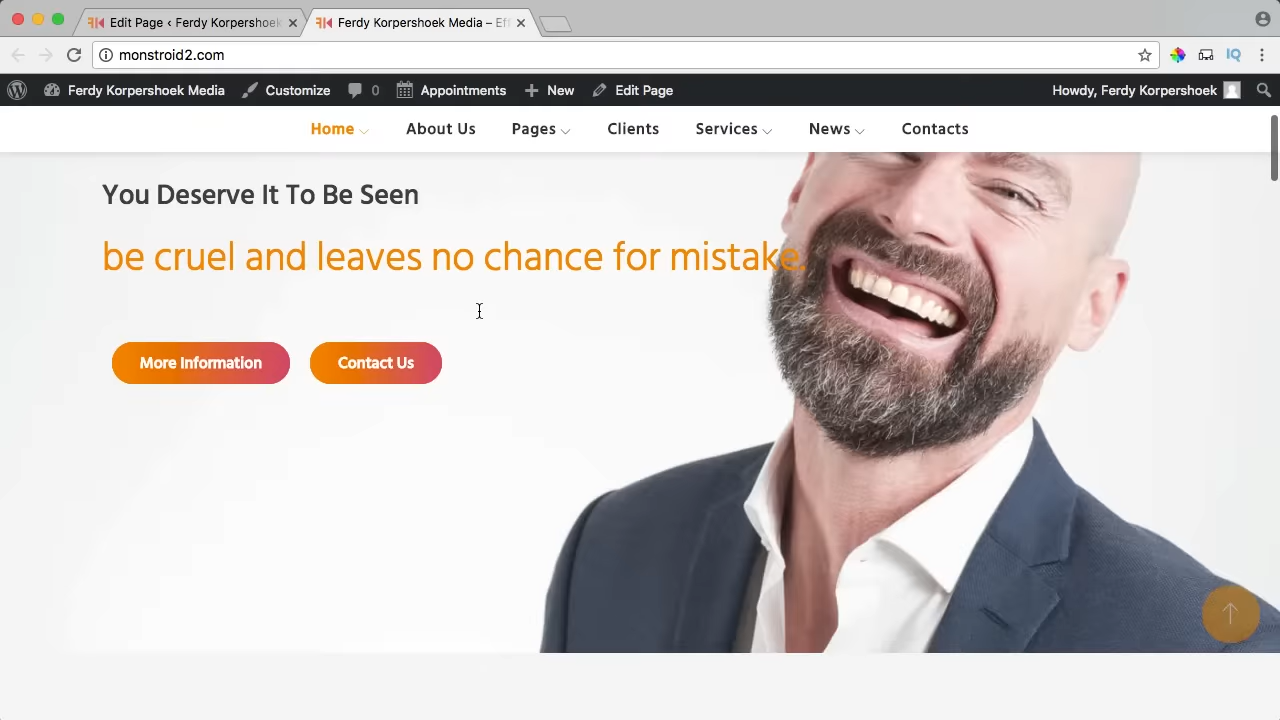 Edit Page ‹ Ferdy Korpershoek
Ferdy Korpershoek Media – Eff
monstroid2.com
Ferdy Korpershoek Media Customize 0 Appointments New Edit Page Howdy, Ferdy Korpershoek
Home About Us Pages Clients Services News Contacts
You Deserve It To Be Seen
be cruel and leaves no chance for mistake.
More Information Contact Us